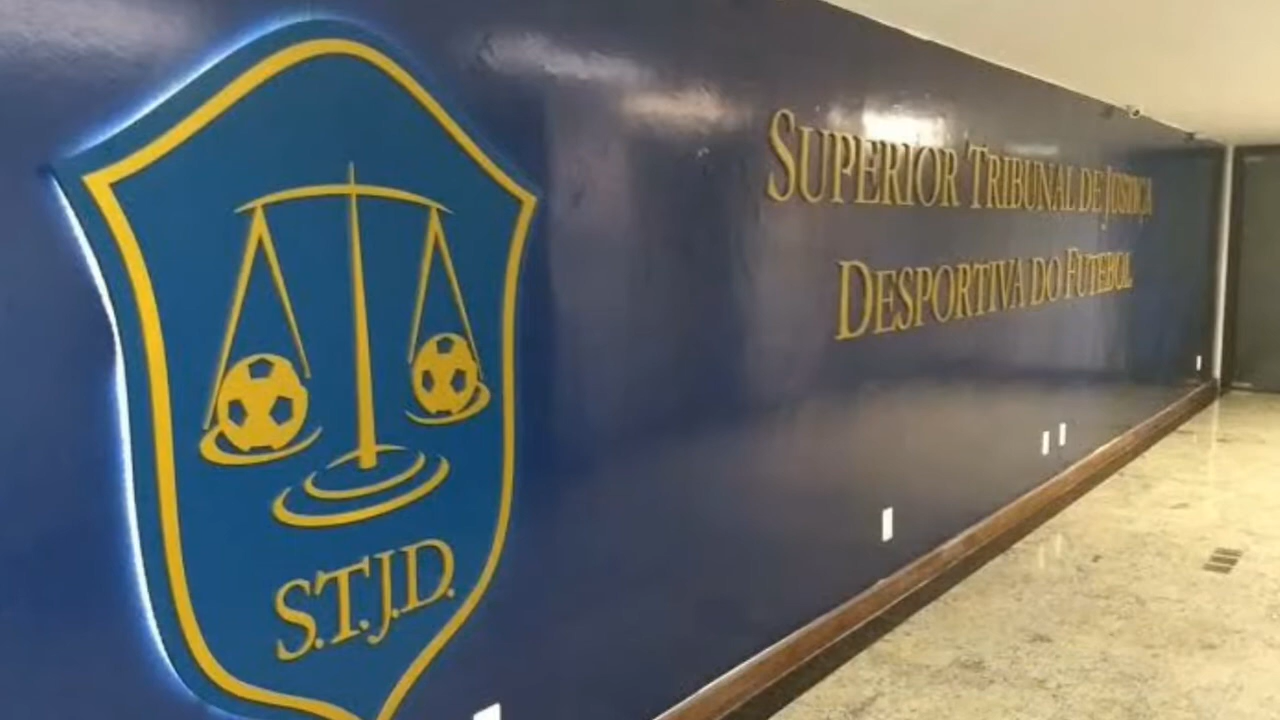 S.T.J.D.
SUPERIOR TRIBUNAL DE JUSTIÇA
DESPORTIVA DO FUTEBOL